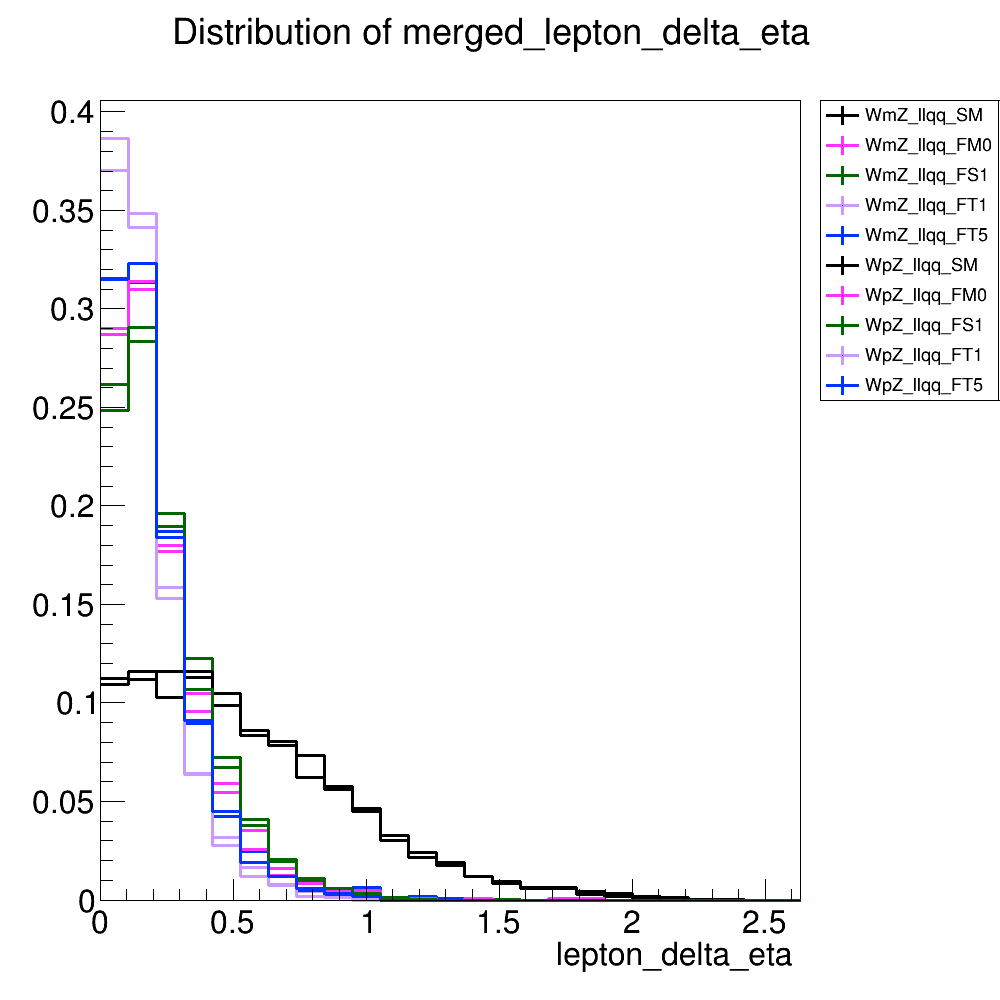 Distribution of merged_lepton_delta_eta
0.4
0.35
0.3
0.25
0.2
0.15
0.1
0.05
0
0 0.5 1 1.5 2 2.5
lepton_delta_eta
WmZ_llqq_SM
WmZ_llqq_FM0
WmZ_llqq_FS1
WmZ_llqq_FT1
WmZ_llqq_FT5
WpZ_llqq_SM
WpZ_llqq_FM0
WpZ_llqq_FS1
WpZ_llqq_FT1
WpZ_llqq_FT5